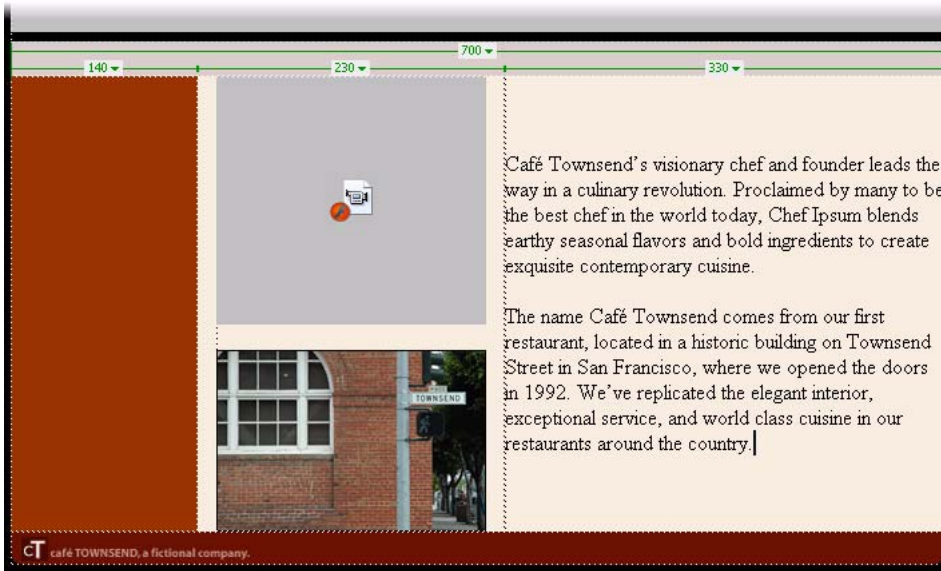 700
140
230
330
Café Townsend’s visionary chef and founder leads the
way in a culinary revolution. Proclaimed by many to be
the best chef in the world today, Chef Ipsum blends
earthy seasonal flavors and bold ingredients to create
exquisite contemporary cuisine.
The name Café Townsend comes from our first
restaurant, located in a historic building on Townsend
Street in San Francisco, where we opened the doors
in 1992. We’ve replicated the elegant interior,
exceptional service, and world class cuisine in our
restaurants around the country.
TOWNSEND
cT café TOWNSEND, a fictional company.